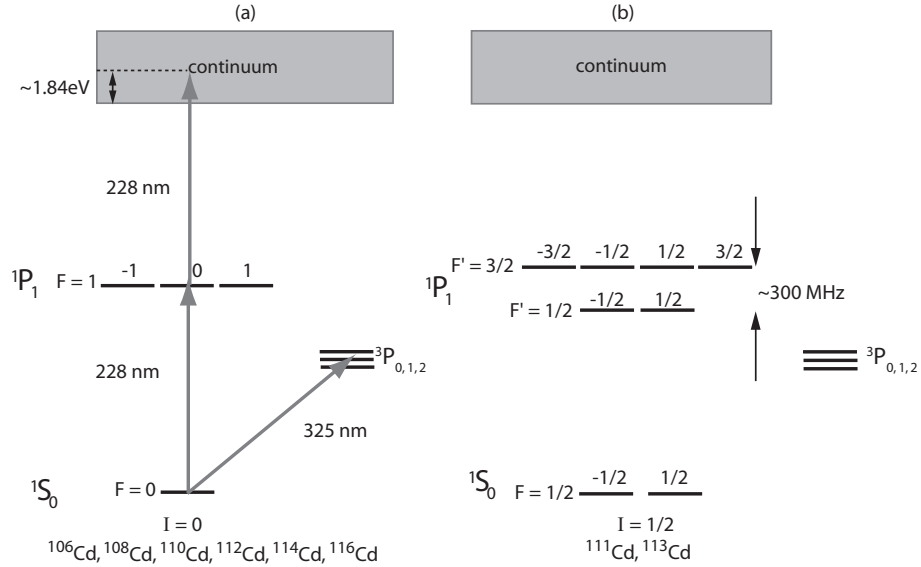 (a)
continuum
~1.84eV
228 nm
¹P₁ F = 1 -1 0 1
228 nm
³P₀,₁,₂
325 nm
¹S₀ F = 0
I = 0
¹⁰⁶Cd, ¹⁰⁸Cd, ¹¹⁰Cd, ¹¹²Cd, ¹¹⁴Cd, ¹¹⁶Cd
(b)
continuum
-3/2 -1/2 1/2 3/2
F' = 3/2
¹P₁
~300 MHz
-1/2 1/2
F' = 1/2
³P₀,₁,₂
-1/2 1/2
¹S₀ F = 1/2
I = 1/2
¹¹¹Cd, ¹¹³Cd